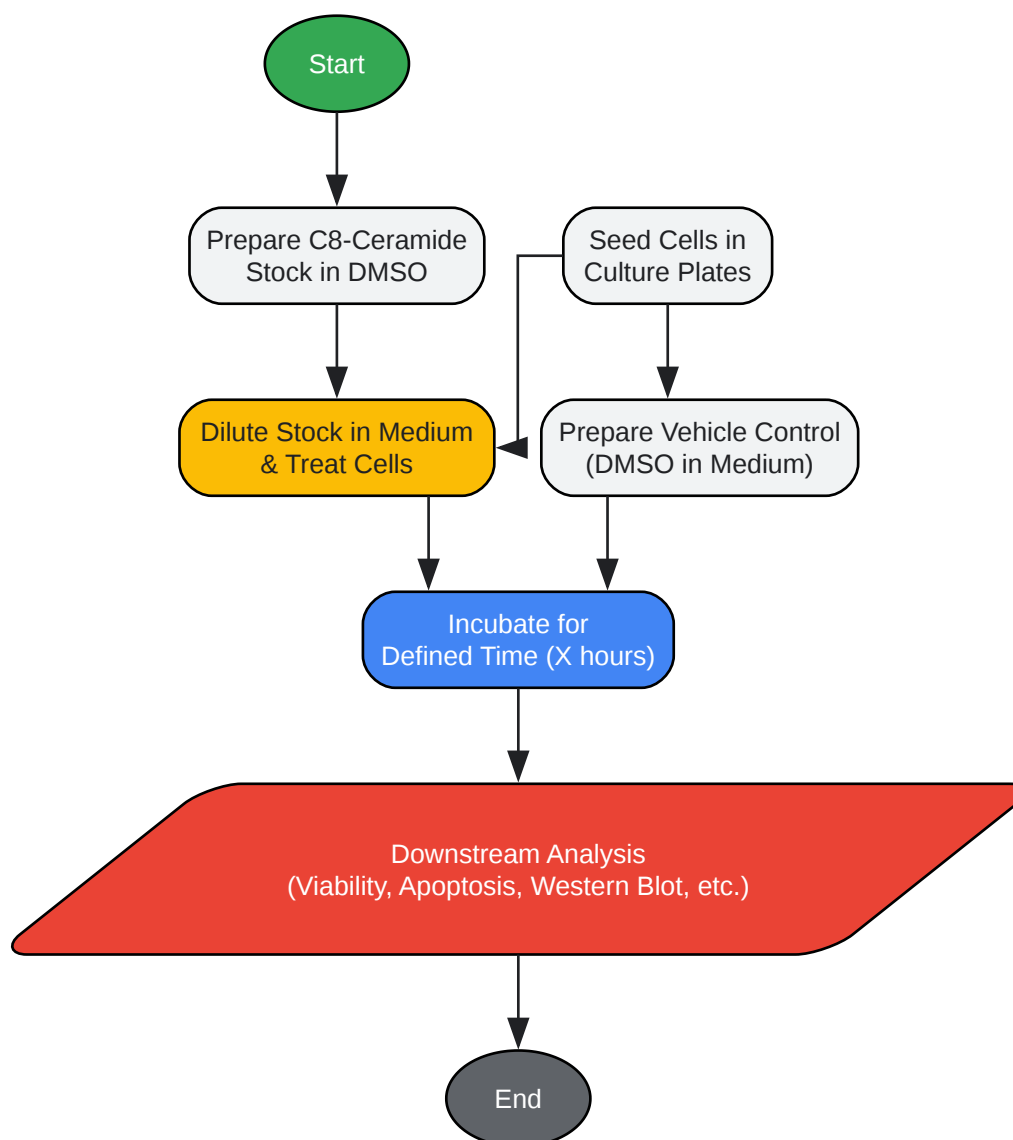 Start
Prepare C8-Ceramide
Stock in DMSO
Seed Cells in
Culture Plates
Dilute Stock in Medium
& Treat Cells
Prepare Vehicle Control
(DMSO in Medium)
Incubate for
Defined Time (X hours)
Downstream Analysis
(Viability, Apoptosis, Western Blot, etc.)
End